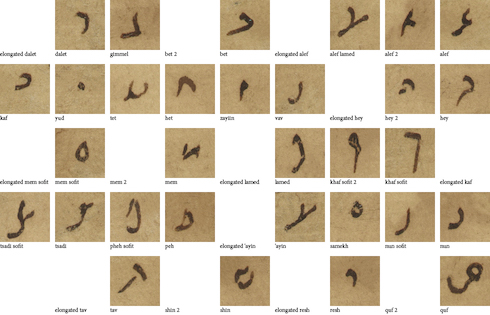 elongated dalet dalet gimmel bet 2 bet elongated alef alef lamed alef 2 alef
kaf yud tet het zayin vav elongated hey hey 2 hey
elongated mem sofit mem sofit mem 2 mem elongated lamed lamed khaf sofit 2 khaf sofit elongated kaf
tsadi sofit tsadi pheh sofit peh elongated 'ayin 'ayin samekh nun sofit nun
elongated tav tav shin 2 shin elongated resh resh quf 2 quf